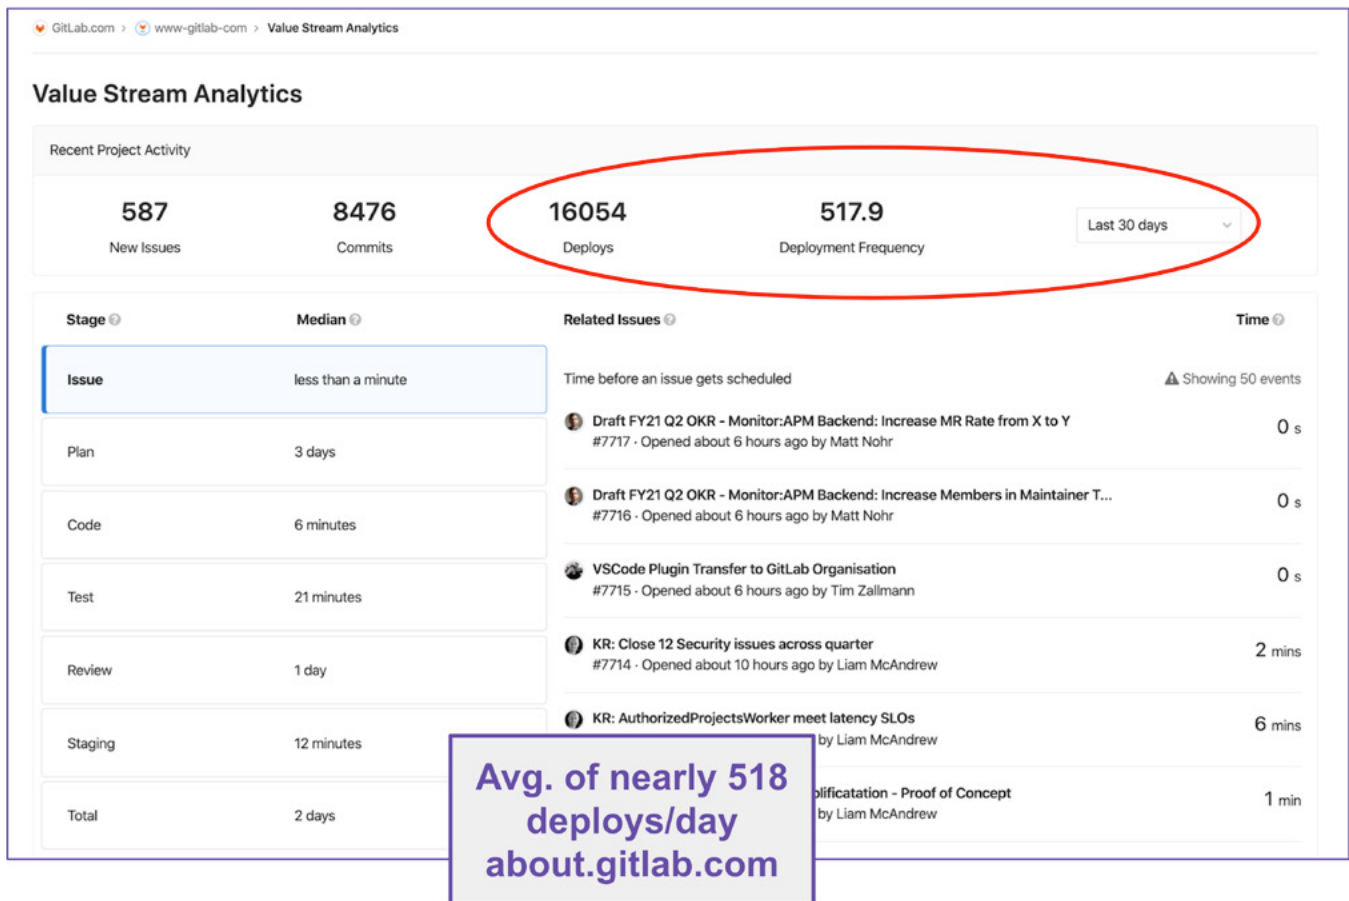 GitLab.com > www-gitlab-com > Value Stream Analytics
Value Stream Analytics
Recent Project Activity
587
New Issues
8476
Commits
16054
Deploys
517.9
Deployment Frequency
Last 30 days
Stage
Median
Related Issues
Time
Issue
less than a minute
Plan
3 days
Code
6 minutes
Test
21 minutes
Review
1 day
Staging
12 minutes
Total
2 days
Time before an issue gets scheduled
Showing 50 events
Draft FY21 Q2 OKR - Monitor:APM Backend: Increase MR Rate from X to Y
#7717 · Opened about 6 hours ago by Matt Nohr
0 s
Draft FY21 Q2 OKR - Monitor:APM Backend: Increase Members in Maintainer T...
#7716 · Opened about 6 hours ago by Matt Nohr
0 s
VSCode Plugin Transfer to GitLab Organisation
#7715 · Opened about 6 hours ago by Tim Zallmann
0 s
KR: Close 12 Security issues across quarter
#7714 · Opened about 10 hours ago by Liam McAndrew
2 mins
KR: AuthorizedProjectsWorker meet latency SLOs
by Liam McAndrew
6 mins
- Proof of Concept
by Liam McAndrew
1 min
Avg. of nearly 518
deploys/day
about.gitlab.com